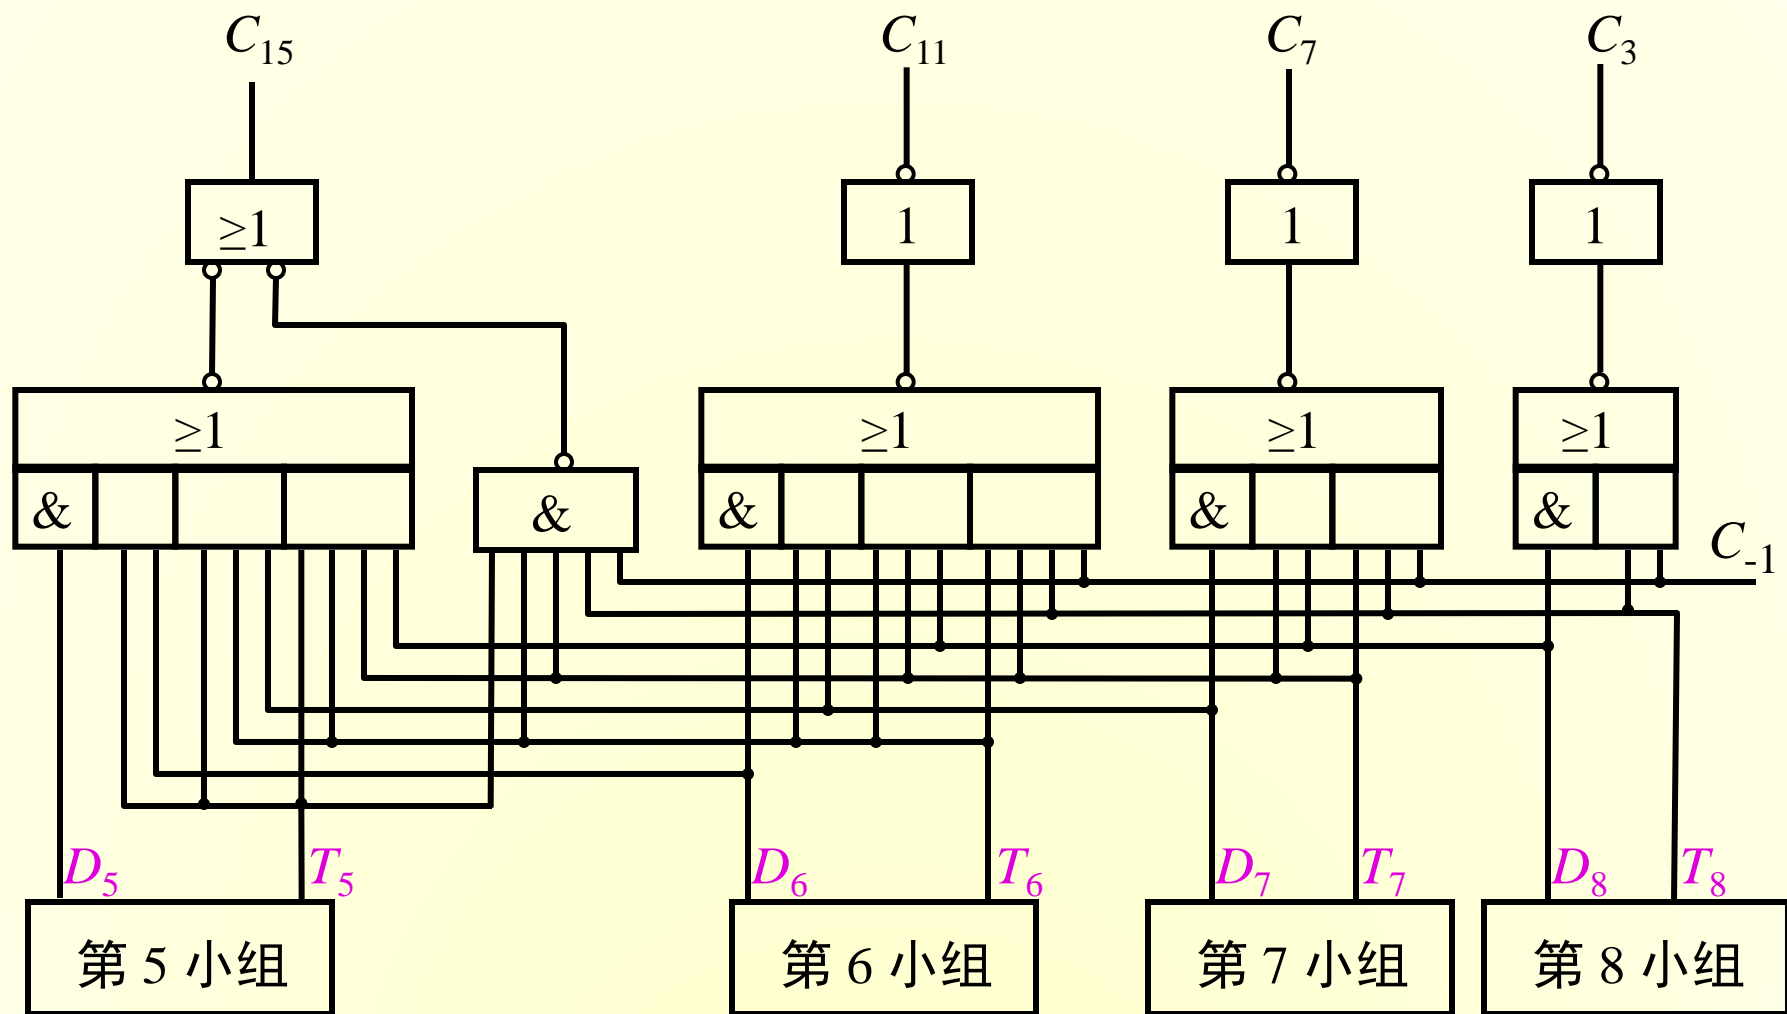 C15 C11 C7 C3
≥1 1 1 1
≥1 ≥1 ≥1 ≥1
& & & & &
C-1
D5 T5 D6 T6 D7 T7 D8 T8
第 5 小组 第 6 小组 第 7 小组 第 8 小组